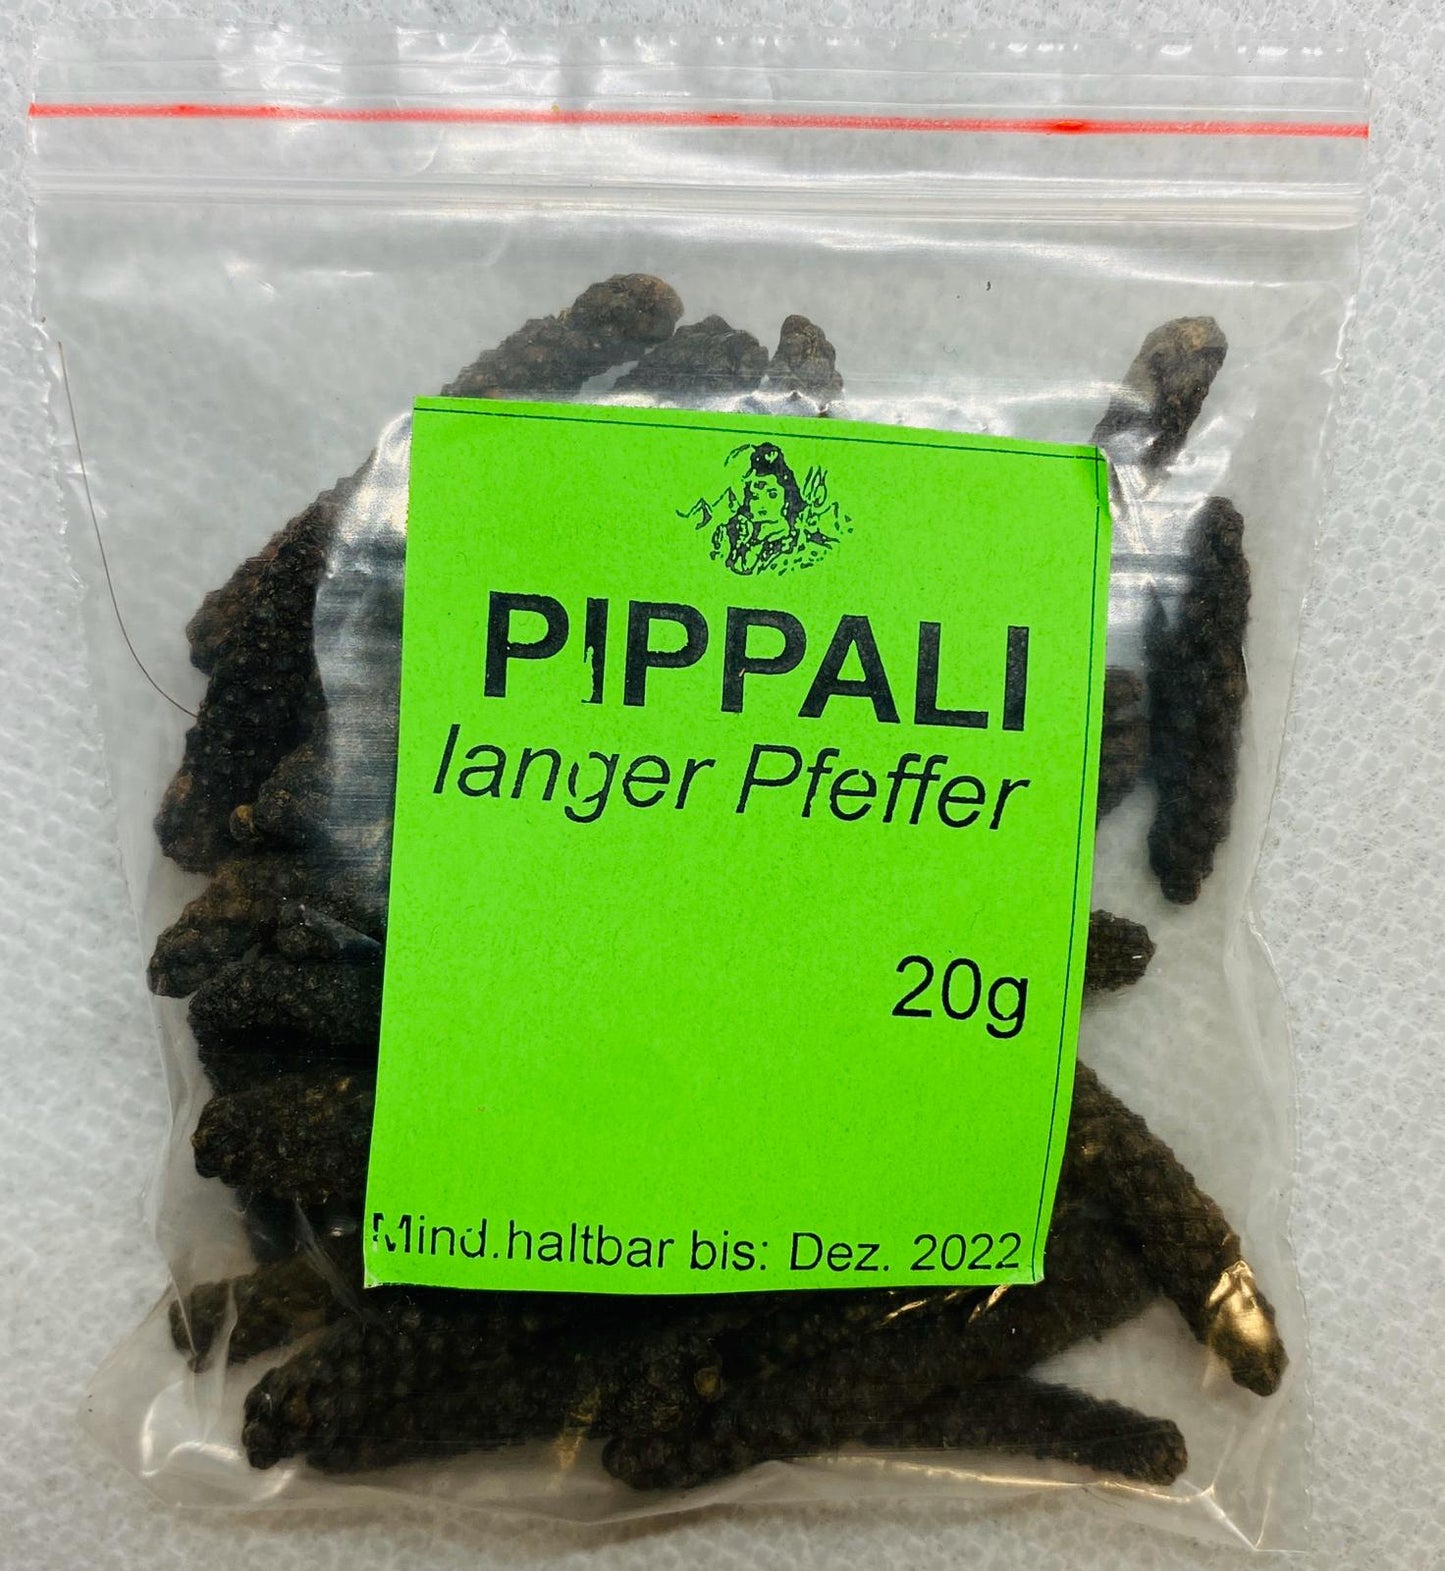 PIPPALI
langer Pfeffer
20g
Mind.haltbar bis: Dez. 2022